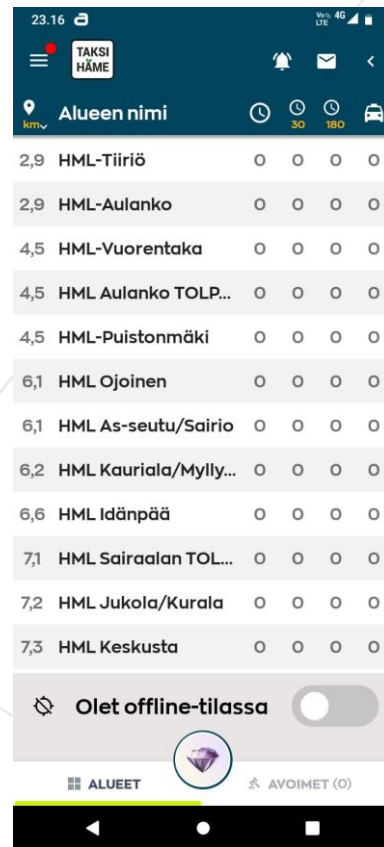 23.16
Vo)) 4G
LTE
TAKSI
HÄME
km Alueen nimi 30 180
2,9 HML-Tiiriö 0 0 0 0
2,9 HML-Aulanko 0 0 0 0
4,5 HML-Vuorentaka 0 0 0 0
4,5 HML Aulanko TOLP... 0 0 0 0
4,5 HML-Puistonmäki 0 0 0 0
6,1 HML Ojoinen 0 0 0 0
6,1 HML As-seutu/Sairio 0 0 0 0
6,2 HML Kauriala/Mylly... 0 0 0 0
6,6 HML Idänpää 0 0 0 0
7,1 HML Sairaalan TOL... 0 0 0 0
7,2 HML Jukola/Kurala 0 0 0 0
7,3 HML Keskusta 0 0 0 0
Olet offline-tilassa
ALUEET AVOIMET (0)